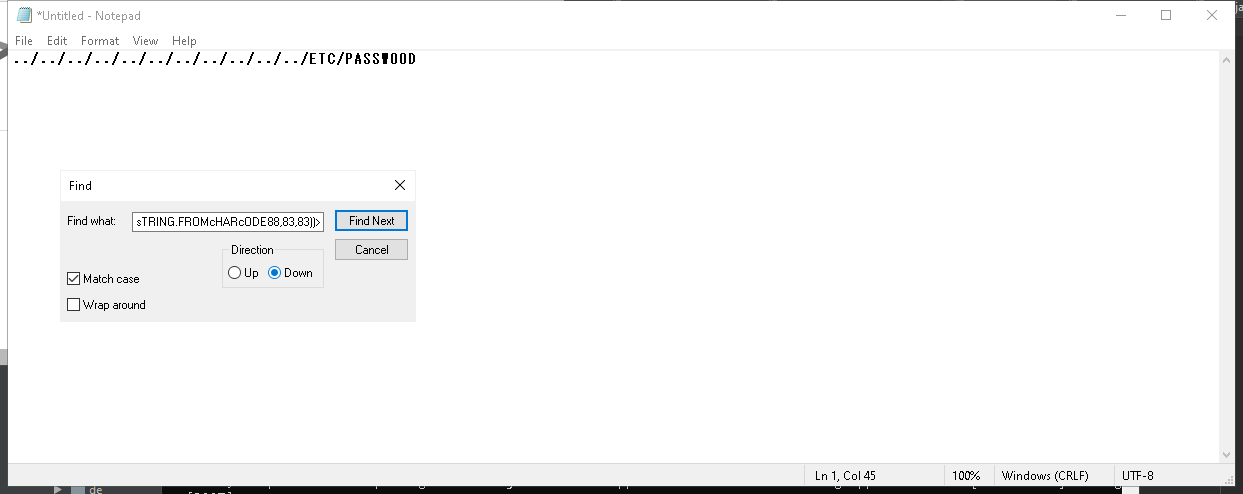 *Untitled - Notepad
File Edit Format View Help
../../../../../../../../../../../ETC/PASSWOOD
Find
Find what: sTRING.FROMcHARcODE88,83,83))> Find Next
Direction Cancel
Up Down
Match case
Wrap around
Ln 1, Col 45 100% Windows (CRLF) UTF-8
de